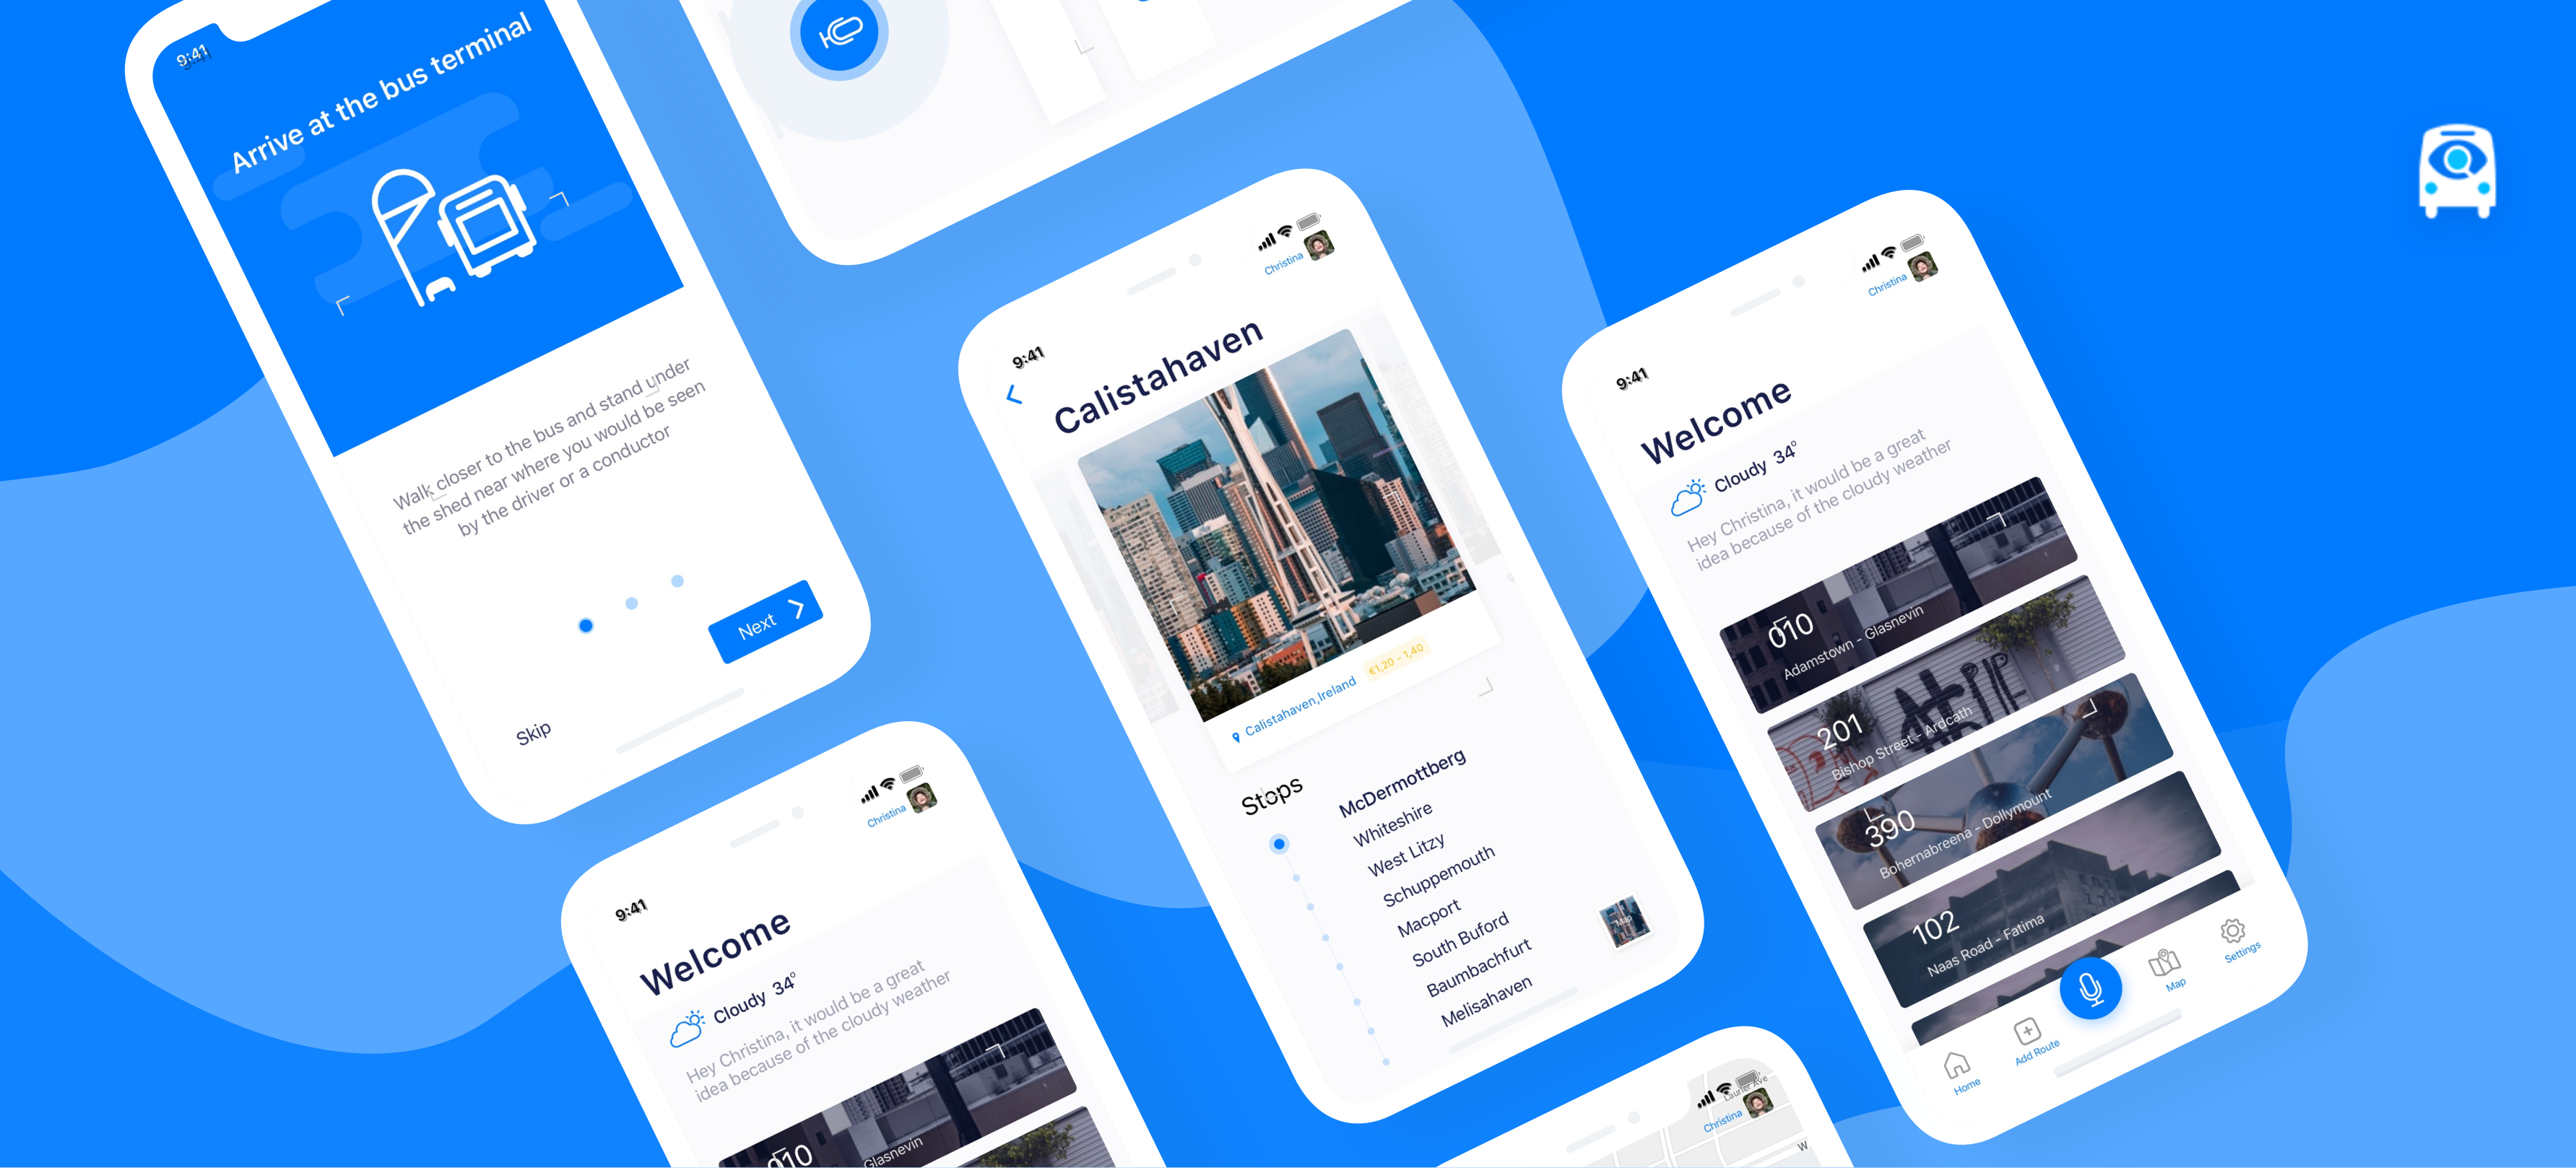 9:41
Arrive at the bus terminal
Walk closer to the bus and stand under
the shed near where you would be seen
by the driver or a conductor
Next
Skip
9:41
Christina
Calistahaven
Calistahaven,Ireland
€1,20 - 1,40
Stops
McDermottberg
Whiteshire
West Litzy
Schuppemouth
Macport
South Buford
Baumbachfurt
Melisahaven
Map
9:41
Christina
Welcome
Cloudy 34°
Hey Christina, it would be a great
idea because of the cloudy weather
010
Adamstown - Glasnevin
201
Bishop Street - Ardcath
390
Bohernabreena - Dollymount
102
Naas Road - Fatima
Home
Add Route
Map
Settings
9:41
Christina
Welcome
Cloudy 34°
Hey Christina, it would be a great
idea because of the cloudy weather
010
Glasnevin
Laurier Ave
Christina
W